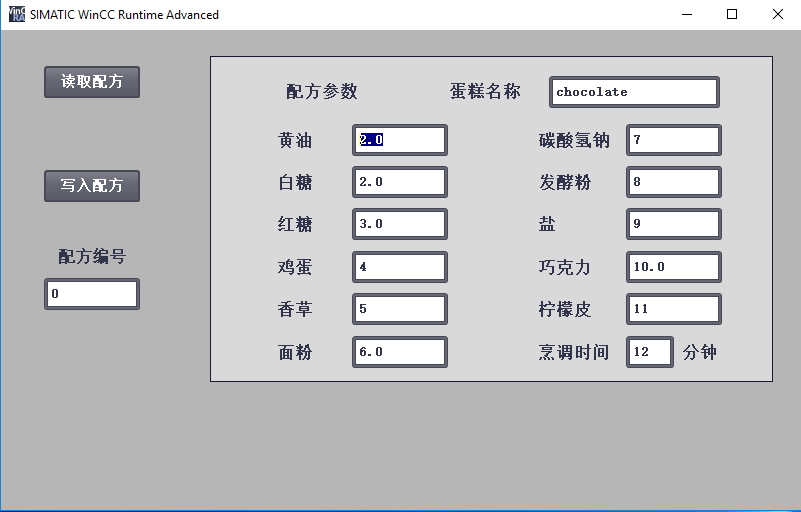 SIMATIC WinCC Runtime Advanced
读取配方
配方参数 蛋糕名称 chocolate
黄油 2.0 碳酸氢钠 7
写入配方
白糖 2.0 发酵粉 8
红糖 3.0 盐 9
配方编号
鸡蛋 4 巧克力 10.0
0
香草 5 柠檬皮 11
面粉 6.0 烹调时间 12 分钟